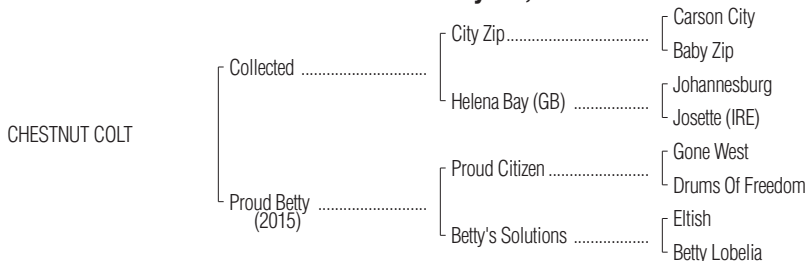 City Zip
Carson City
Baby Zip
Collected
Helena Bay (GB)
Johannesburg
Josette (IRE)
CHESTNUT COLT
Proud Citizen
Gone West
Drums Of Freedom
Proud Betty
(2015)
Betty's Solutions
Eltish
Betty Lobelia